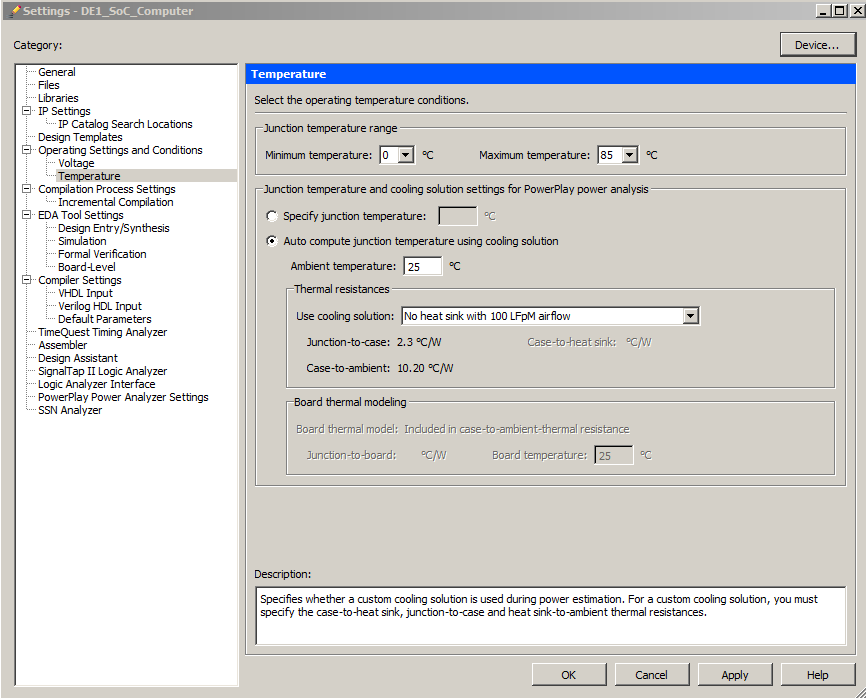 Settings - DE1_SoC_Computer
Category:
Device...
General
Files
Libraries
IP Settings
IP Catalog Search Locations
Design Templates
Operating Settings and Conditions
Voltage
Temperature
Compilation Process Settings
Incremental Compilation
EDA Tool Settings
Design Entry/Synthesis
Simulation
Formal Verification
Board-Level
Compiler Settings
VHDL Input
Verilog HDL Input
Default Parameters
TimeQuest Timing Analyzer
Assembler
Design Assistant
SignalTap II Logic Analyzer
Logic Analyzer Interface
PowerPlay Power Analyzer Settings
SSN Analyzer
Temperature
Select the operating temperature conditions.
Junction temperature range
Minimum temperature: 0 ºC Maximum temperature: 85 ºC
Junction temperature and cooling solution settings for PowerPlay power analysis
Specify junction temperature: ºC
Auto compute junction temperature using cooling solution
Ambient temperature: 25 ºC
Thermal resistances
Use cooling solution: No heat sink with 100 LFpM airflow
Junction-to-case: 2.3 ºC/W Case-to-heat sink: ºC/W
Case-to-ambient: 10.20 ºC/W
Board thermal modeling
Board thermal model: Included in case-to-ambient-thermal resistance
Junction-to-board: ºC/W Board temperature: 25 ºC
Description:
Specifies whether a custom cooling solution is used during power estimation. For a custom cooling solution, you must
specify the case-to-heat sink, junction-to-case and heat sink-to-ambient thermal resistances.
OK Cancel Apply Help